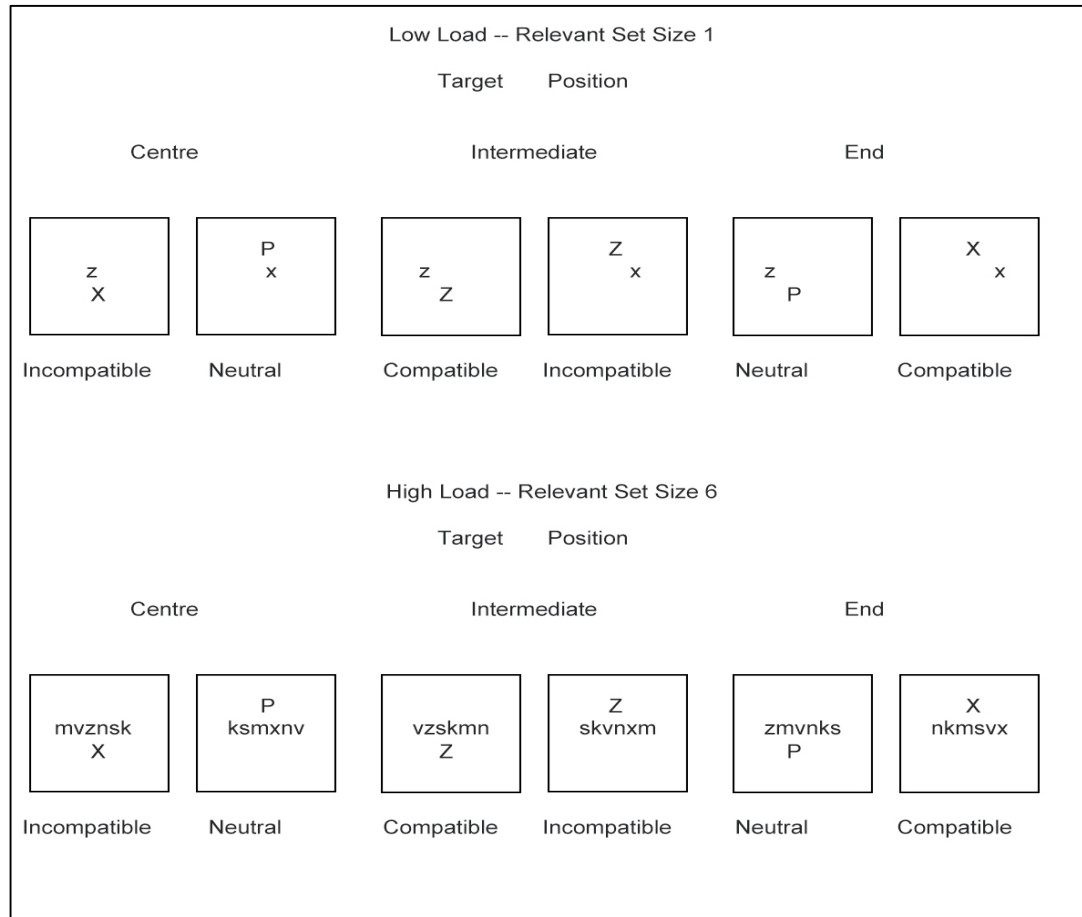 Low Load -- Relevant Set Size 1
Target Position
Centre Intermediate End
P Z X
z x z x z x
X Z P
Incompatible Neutral Compatible Incompatible Neutral Compatible
High Load -- Relevant Set Size 6
Target Position
Centre Intermediate End
P Z X
mvznsk ksmxnv vzskmn skvnxm zmvnks nkmsvx
X Z P
Incompatible Neutral Compatible Incompatible Neutral Compatible